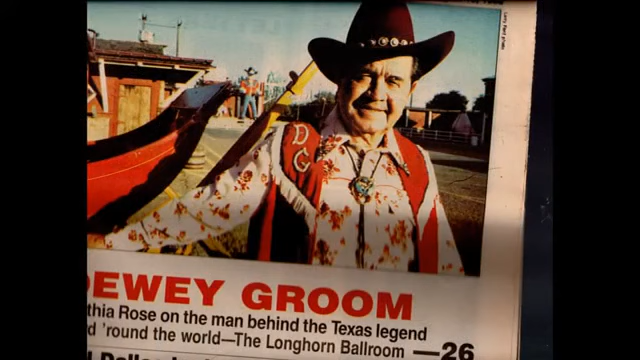 D
G
DEWEY GROOM
thia Rose on the man behind the Texas legend
d 'round the world—The Longhorn Ballroom — 26